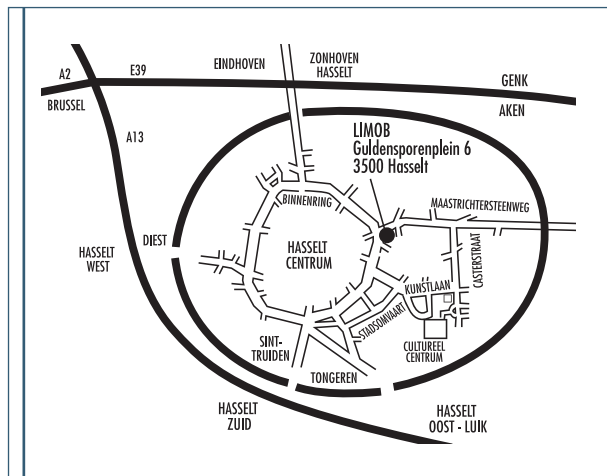 EINDHOVEN
ZONHOVEN
HASSELT
A2
E39
GENK
BRUSSEL
AKEN
A13
LIMOB
Guldensporenplein 6
3500 Hasselt
BINNENRING
MAASTRICHTERSTEENWEG
DIEST
HASSELT
CENTRUM
HASSELT
WEST
CASTERSTRAAT
KUNSTLAAN
STADSOMVAART
SINT-
TRUIDEN
CULTUREEL
CENTRUM
TONGEREN
HASSELT
ZUID
HASSELT
OOST - LUIK